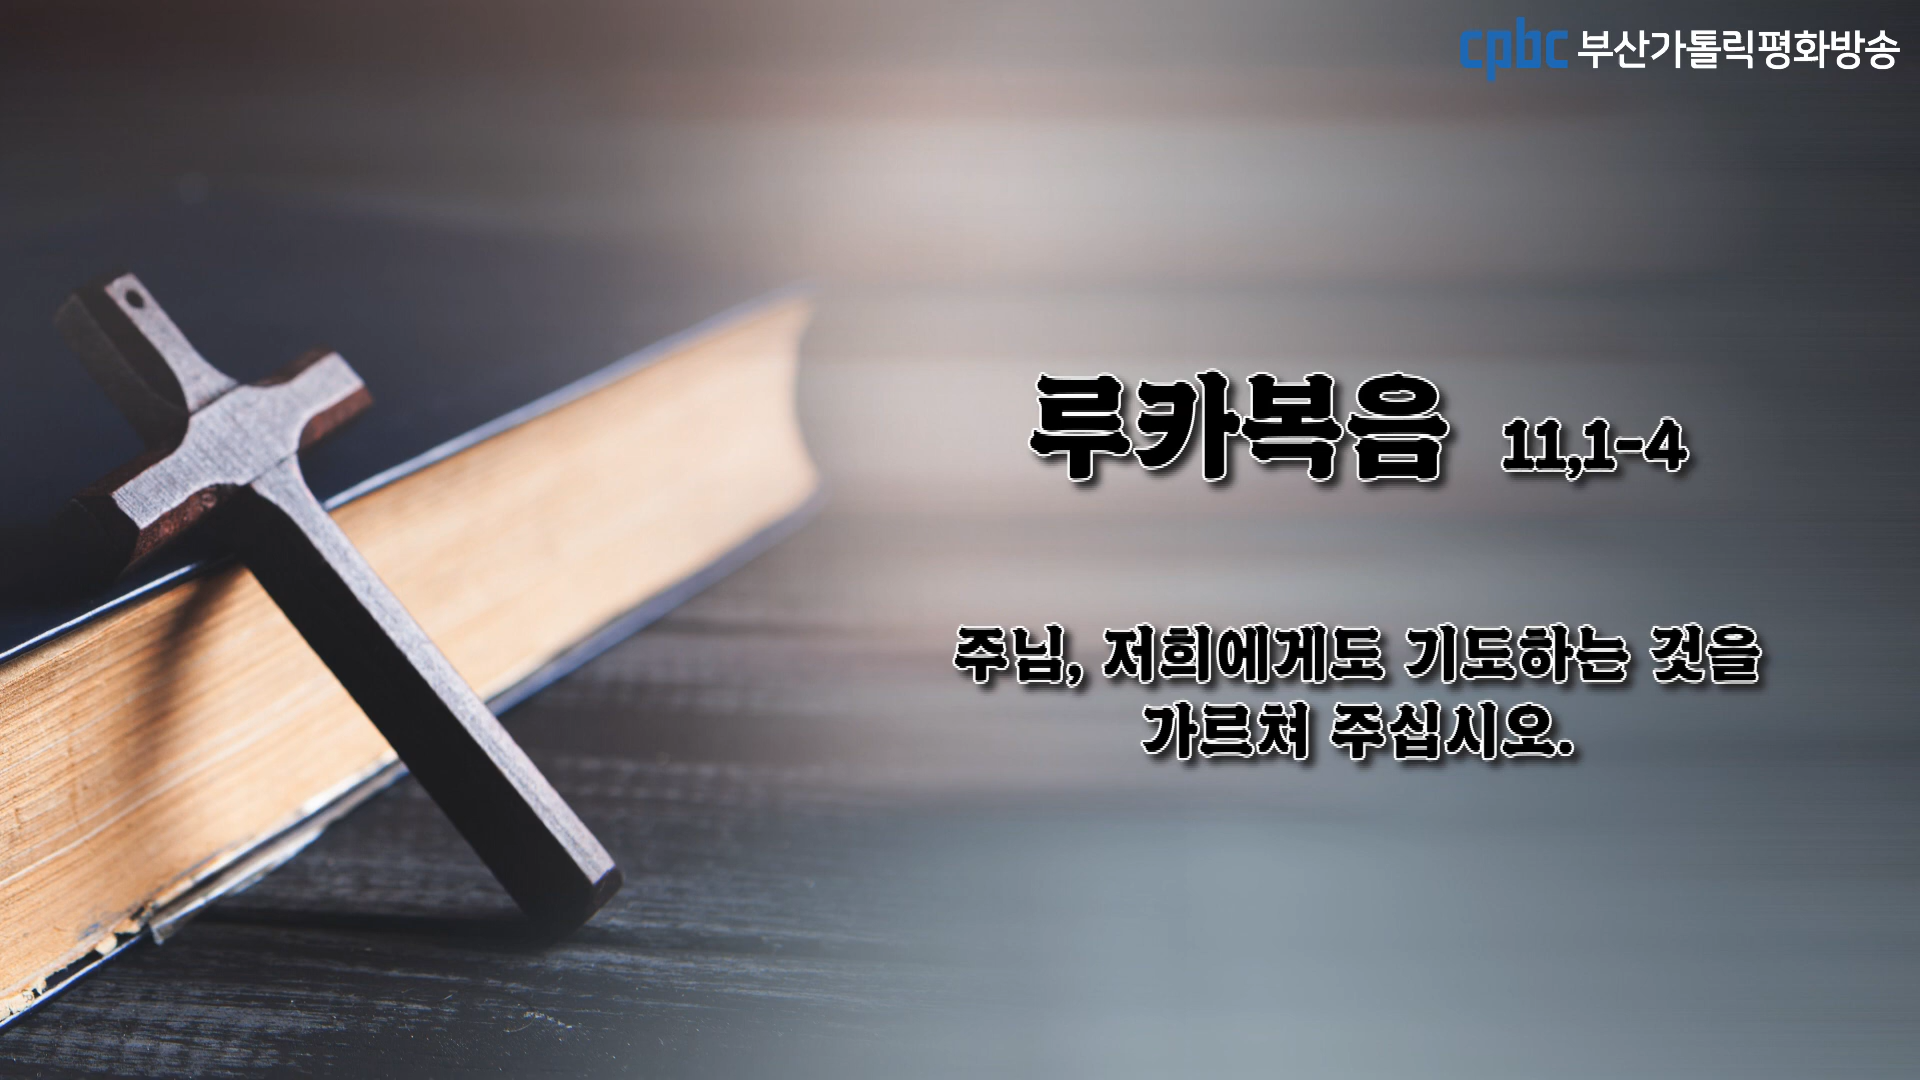 cpbc 부산가톨릭평화방송
루카복음 11,1-4
주님, 저희에게도 기도하는 것을
가르쳐 주십시오.